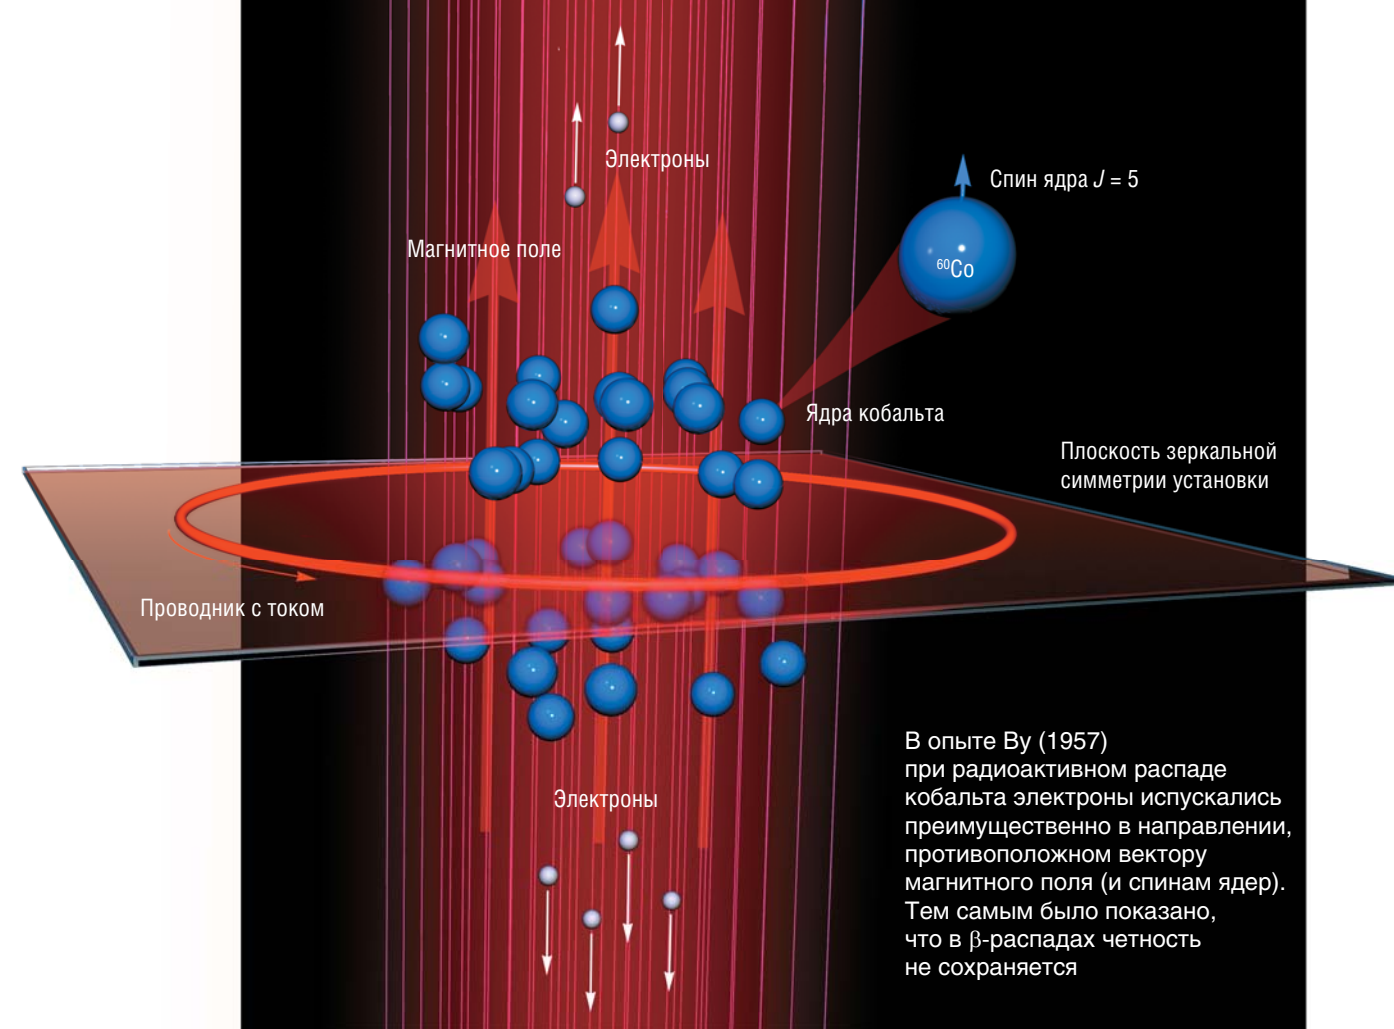 Электроны
Спин ядра J = 5
Магнитное поле
⁶⁰Co
Ядра кобальта
Плоскость зеркальной
симметрии установки
Проводник с током
Электроны
В опыте Ву (1957)
при радиоактивном распаде
кобальта электроны испускались
преимущественно в направлении,
противоположном вектору
магнитного поля (и спинам ядер).
Тем самым было показано,
что в β-распадах четность
не сохраняется